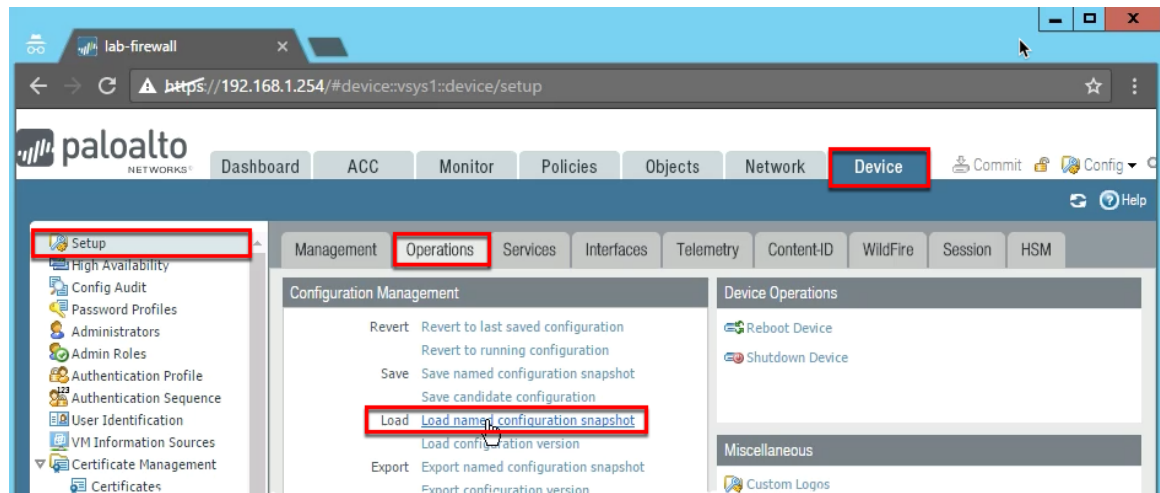 lab-firewall
https://192.168.1.254/#device::vsys1::device/setup
paloalto
NETWORKS
Dashboard ACC Monitor Policies Objects Network Device Commit Config
Help
Setup
High Availability
Config Audit
Password Profiles
Administrators
Admin Roles
Authentication Profile
Authentication Sequence
User Identification
VM Information Sources
Certificate Management
Certificates
Management Operations Services Interfaces Telemetry Content-ID WildFire Session HSM
Configuration Management
Revert Revert to last saved configuration
Revert to running configuration
Save Save named configuration snapshot
Save candidate configuration
Load Load named configuration snapshot
Load configuration version
Export Export named configuration snapshot
Export configuration version
Device Operations
Reboot Device
Shutdown Device
Miscellaneous
Custom Logos